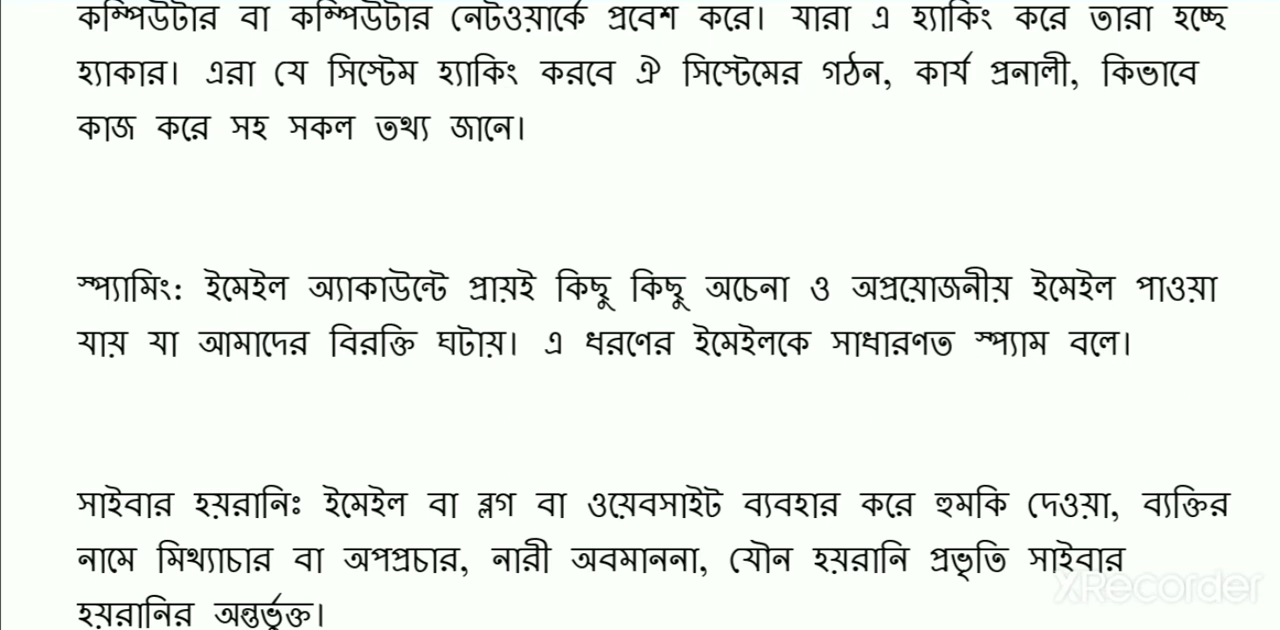 কম্পিউটার বা কম্পিউটার নেটওয়ার্কে প্রবেশ করে। যারা এ হ্যাকিং করে তারা হচ্ছে
হ্যাকার। এরা যে সিস্টেম হ্যাকিং করবে ঐ সিস্টেমের গঠন, কার্য প্রনালী, কিভাবে
কাজ করে সহ সকল তথ্য জানে।
স্প্যামিং: ইমেইল অ্যাকাউন্টে প্রায়ই কিছু কিছু অচেনা ও অপ্রয়োজনীয় ইমেইল পাওয়া
যায় যা আমাদের বিরক্তি ঘটায়। এ ধরণের ইমেইলকে সাধারণত স্প্যাম বলে।
সাইবার হয়রানিঃ ইমেইল বা ব্লগ বা ওয়েবসাইট ব্যবহার করে হুমকি দেওয়া, ব্যক্তির
নামে মিথ্যাচার বা অপপ্রচার, নারী অবমাননা, যৌন হয়রানি প্রভৃতি সাইবার
হয়রানির অন্তর্ভুক্ত।
XRecorder